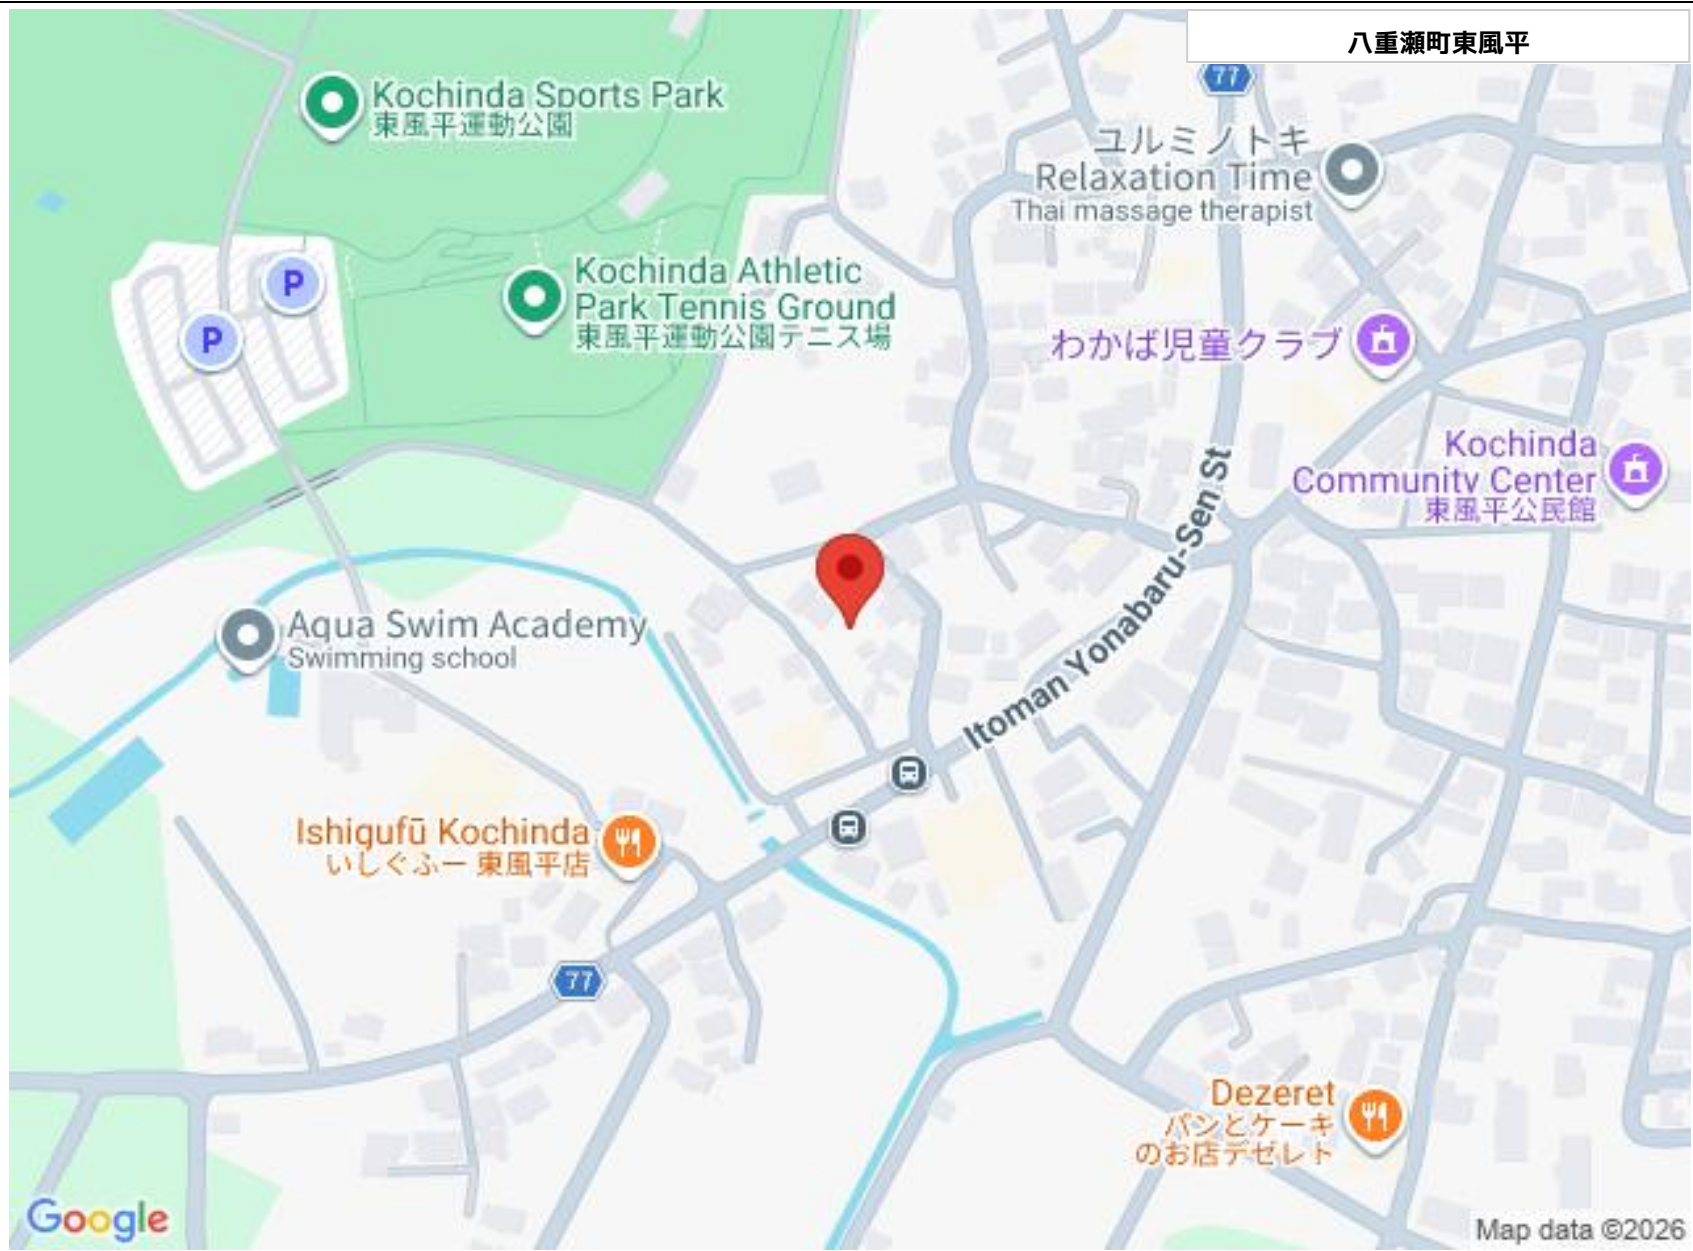 八重瀬町東風平
77
Kochinda Sports Park
東風平運動公園
ユルミノトキ
Relaxation Time
Thai massage therapist
P
P
Kochinda Athletic
Park Tennis Ground
東風平運動公園テニス場
わかば児童クラブ
Kochinda
Community Center
東風平公民館
Itoman Yonabaru-Sen St
Aqua Swim Academy
Swimming school
Ishigufū Kochinda
いしぐふー 東風平店
77
Dezeret
パンとケーキ
のお店デゼレト
Google
Map data ©2026